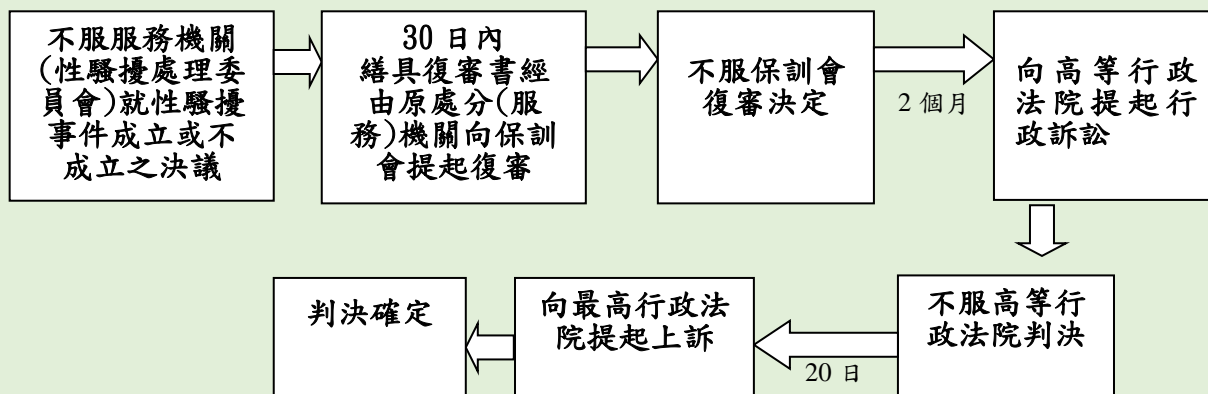 不服服務機關
(性騷擾處理委
員會)就性騷擾
事件成立或不
成立之決議
30 日內
繕具復審書經
由原處分(服
務)機關向保訓
會提起復審
不服保訓會
復審決定
2 個月
向高等行政
法院提起行
政訴訟
不服高等行
政法院判決
20 日
向最高行政法
院提起上訴
判決確定